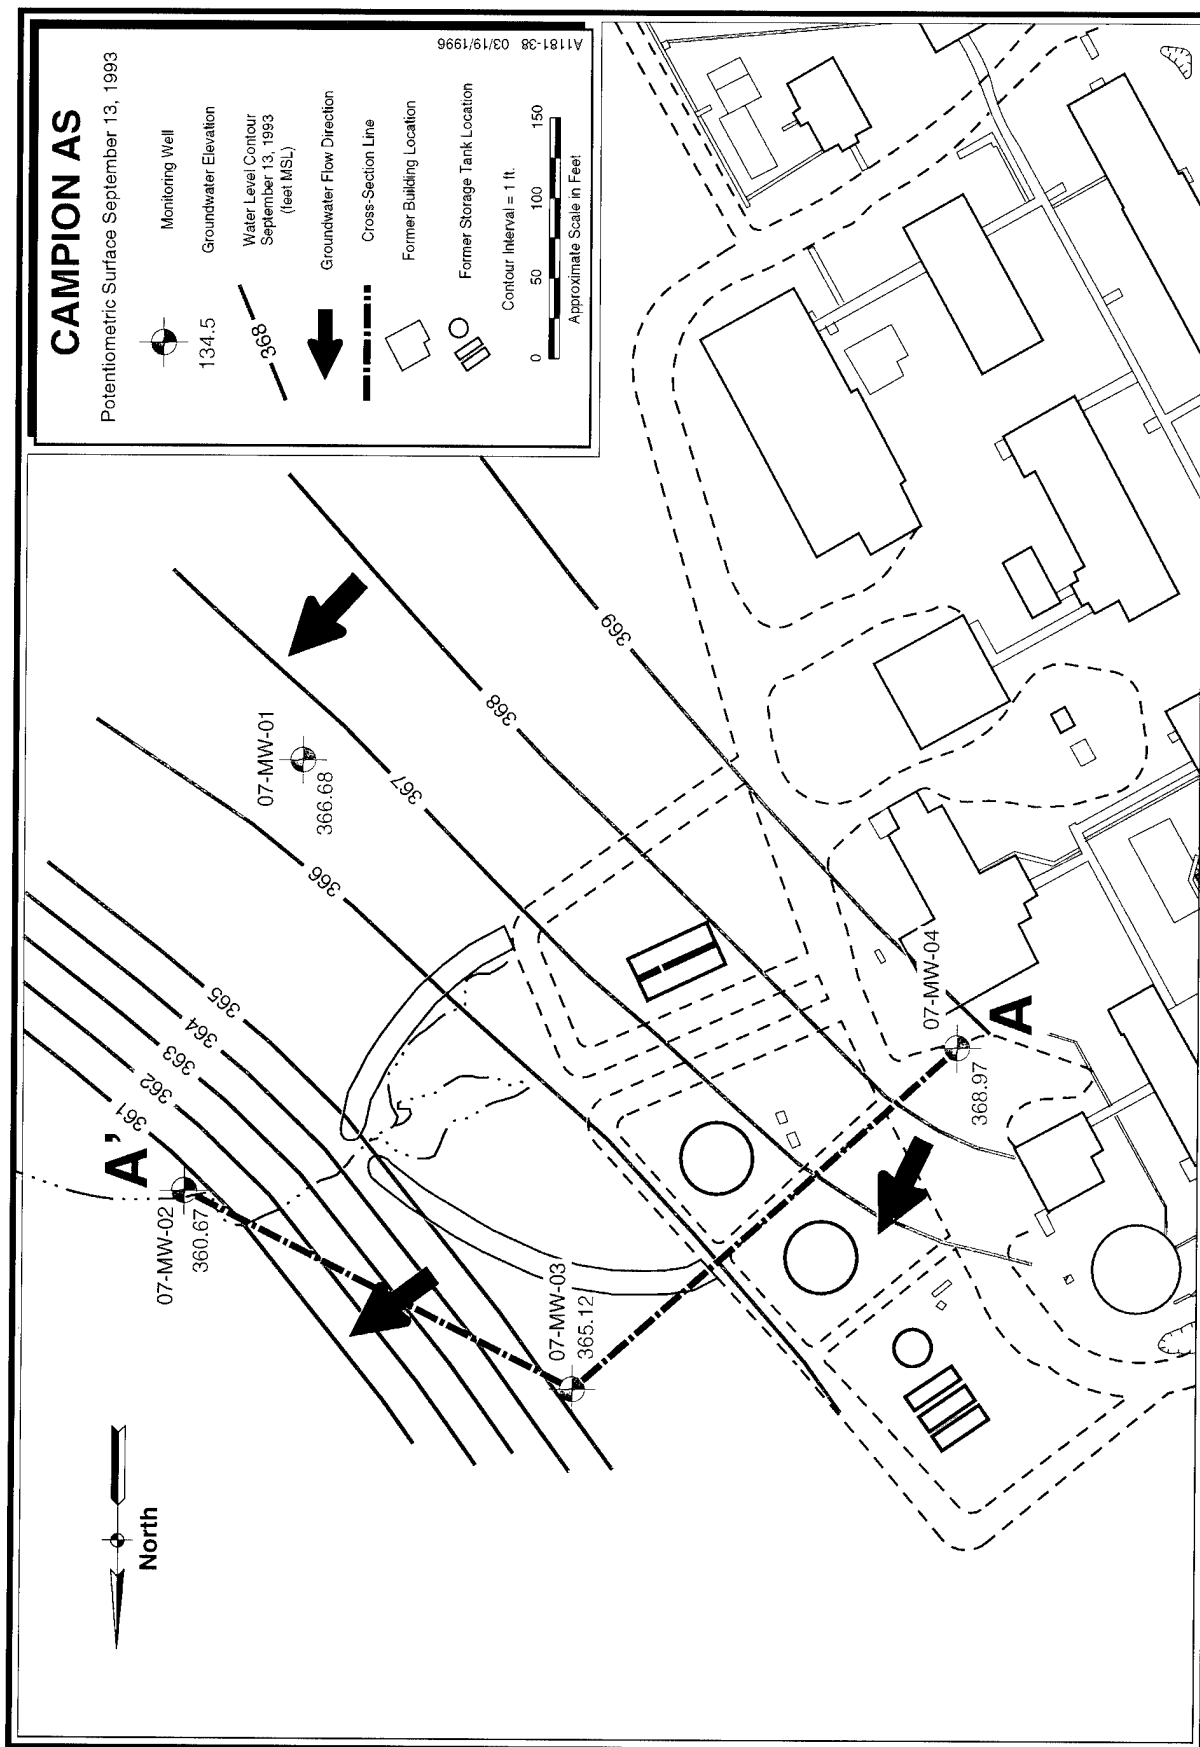 CAMPION AS
Potentiometric Surface September 13, 1993
Monitoring Well
134.5
Groundwater Elevation
368
Water Level Contour
September 13, 1993
(feet MSL)
Groundwater Flow Direction
Cross-Section Line
Former Building Location
Former Storage Tank Location
Contour Interval = 1 ft.
0 50 100 150
Approximate Scale in Feet
A1181-38 03/19/1996
North
A'
07-MW-02
360.67
361
362
363
364
365
366
367
368
369
07-MW-01
366.68
07-MW-03
365.12
07-MW-04
368.97
A